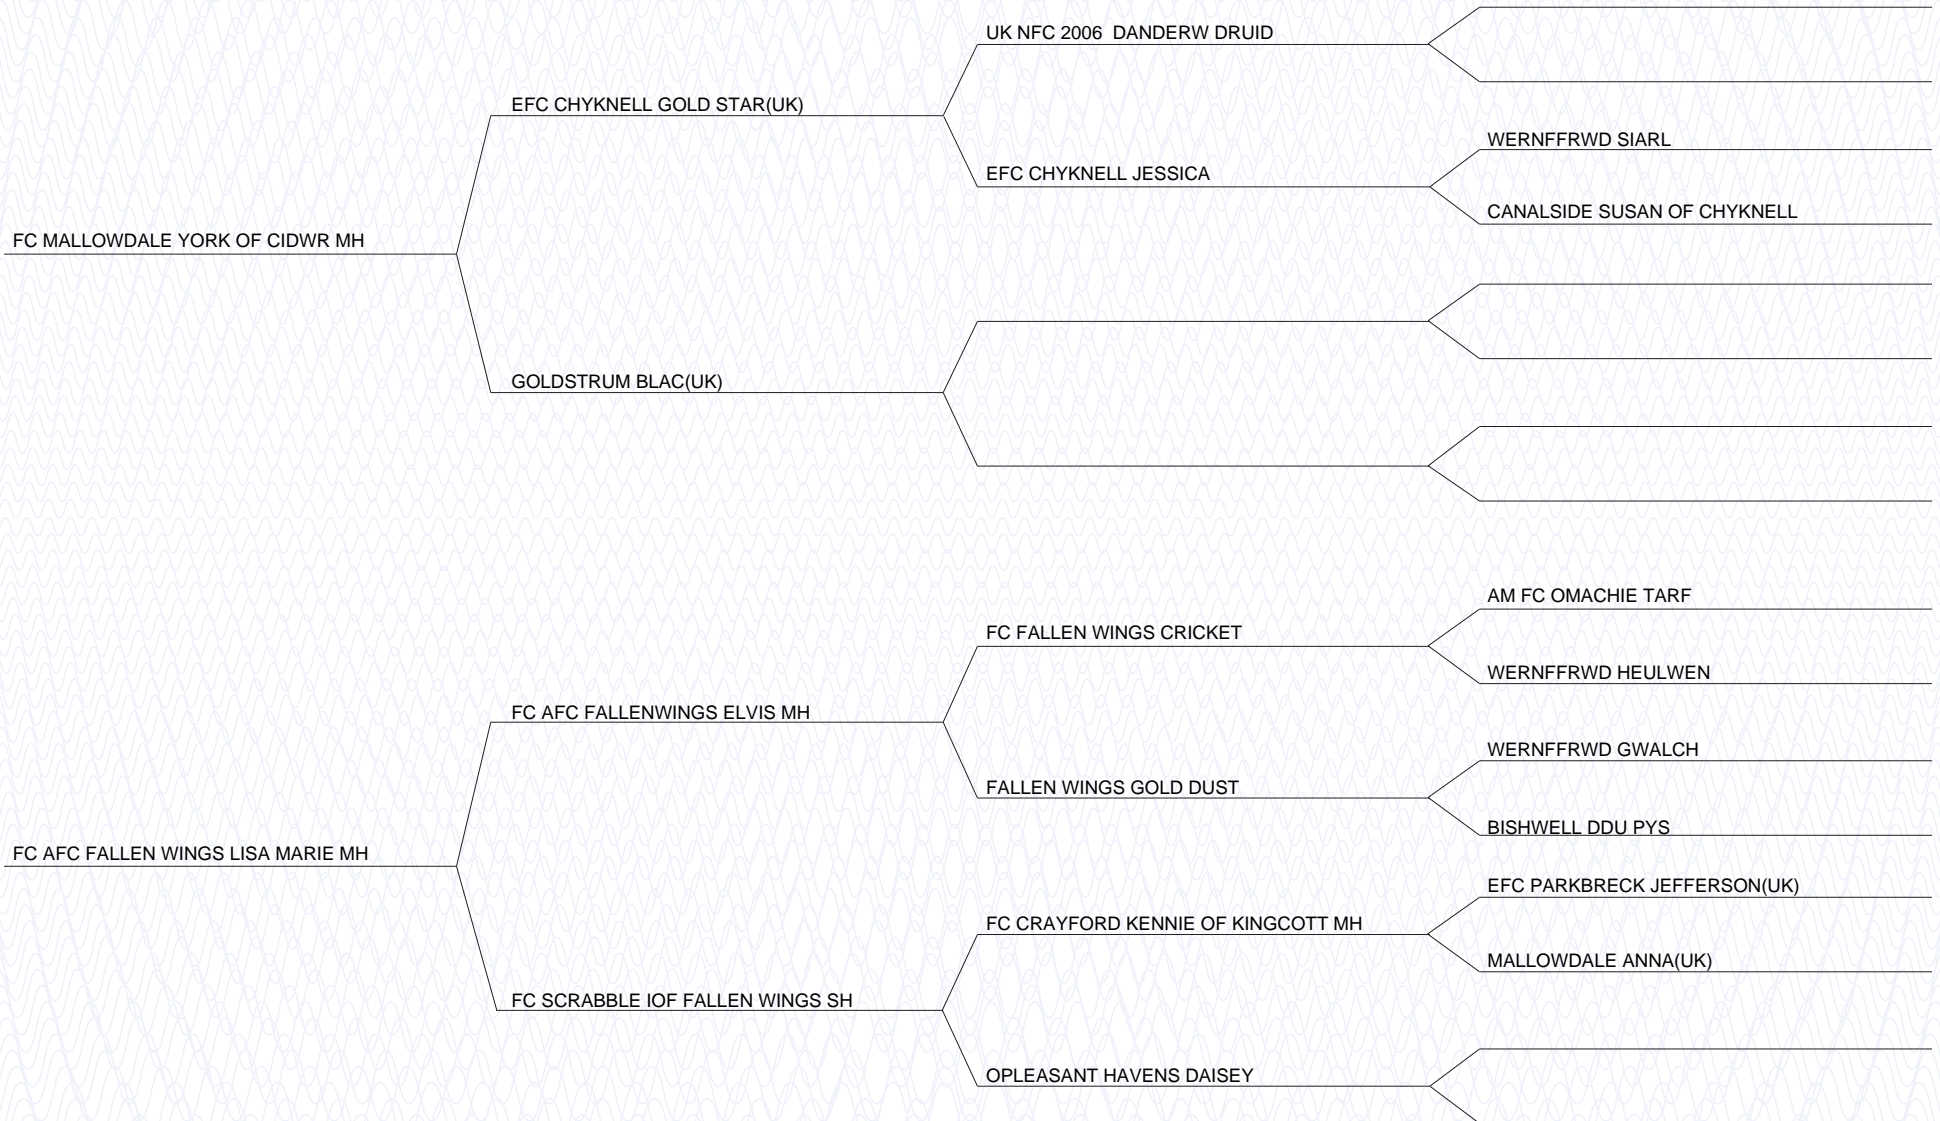 UK NFC 2006  DANDERW DRUID
EFC CHYKNELL GOLD STAR(UK)
WERNFFRWD SIARL
EFC CHYKNELL JESSICA
CANALSIDE SUSAN OF CHYKNELL
FC MALLOWDALE YORK OF CIDWR MH
GOLDSTRUM BLAC(UK)
AM FC OMACHIE TARF
FC FALLEN WINGS CRICKET
WERNFFRWD HEULWEN
FC AFC FALLENWINGS ELVIS MH
WERNFFRWD GWALCH
FALLEN WINGS GOLD DUST
BISHWELL DDU PYS
FC AFC FALLEN WINGS LISA MARIE MH
EFC PARKBRECK JEFFERSON(UK)
FC CRAYFORD KENNIE OF KINGCOTT MH
MALLOWDALE ANNA(UK)
FC SCRABBLE IOF FALLEN WINGS SH
OPLEASANT HAVENS DAISEY